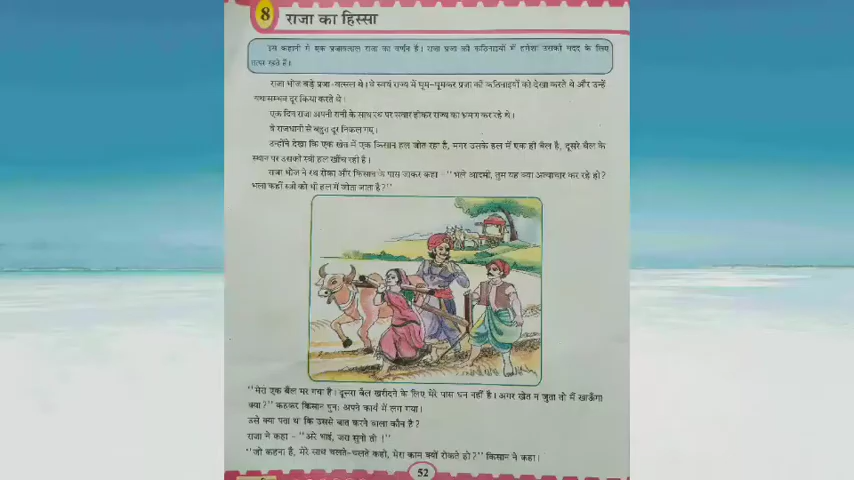 8
राजा का हिस्सा
इस कहानी में एक प्रजावत्सल राजा का वर्णन है। राजा प्रजा की कठिनाइयों में हमेशा उसकी मदद के लिए
तत्पर रहते हैं।
राजा भोज बड़े प्रजा-वत्सल थे। वे स्वयं राज्य में घूम-घूमकर प्रजा की कठिनाइयों को देखा करते थे और उन्हें
यथासम्भव दूर किया करते थे।
एक दिन राजा अपनी रानी के साथ रथ पर सवार होकर राज्य का भ्रमण कर रहे थे।
वे राजधानी से बहुत दूर निकल गए।
उन्होंने देखा कि एक खेत में एक किसान हल जोत रहा है, मगर उसके हल में एक ही बैल है, दूसरे बैल के
स्थान पर उसकी स्त्री हल खींच रही है।
राजा भोज ने रथ रोका और किसान के पास जाकर कहा - "भले आदमी, तुम यह क्या अत्याचार कर रहे हो?
भला कहीं स्त्री को भी हल में जोता जाता है?"
"मेरा एक बैल मर गया है। दूसरा बैल खरीदने के लिए मेरे पास धन नहीं है। अगर खेत न जुता तो मैं खाऊँगा
क्या?" कहकर किसान पुनः अपने कार्य में लग गया।
उसे क्या पता था कि उससे बात करने वाला कौन है?
राजा ने कहा - "अरे भाई, जरा सुनो तो !"
"जो कहना है, मेरे साथ चलते-चलते कहो, मेरा काम क्यों रोकते हो?" किसान ने कहा।
52